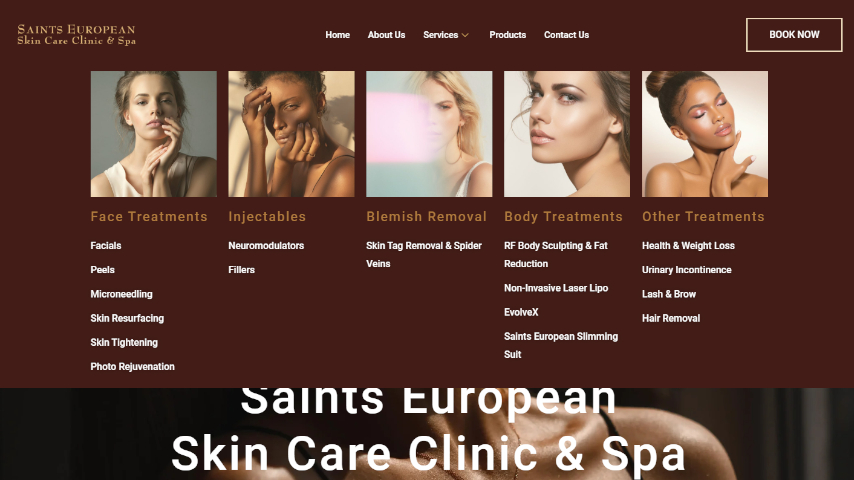 SAINTS EUROPEAN
Skin Care Clinic & Spa
Home
About Us
Services
Products
Contact Us
BOOK NOW
Face Treatments
Facials
Peels
Microneedling
Skin Resurfacing
Skin Tightening
Photo Rejuvenation
Injectables
Neuromodulators
Fillers
Blemish Removal
Skin Tag Removal & Spider
Veins
Body Treatments
RF Body Sculpting & Fat
Reduction
Non-Invasive Laser Lipo
EvolveX
Saints European Slimming
Suit
Other Treatments
Health & Weight Loss
Urinary Incontinence
Lash & Brow
Hair Removal
Saints European
Skin Care Clinic & Spa